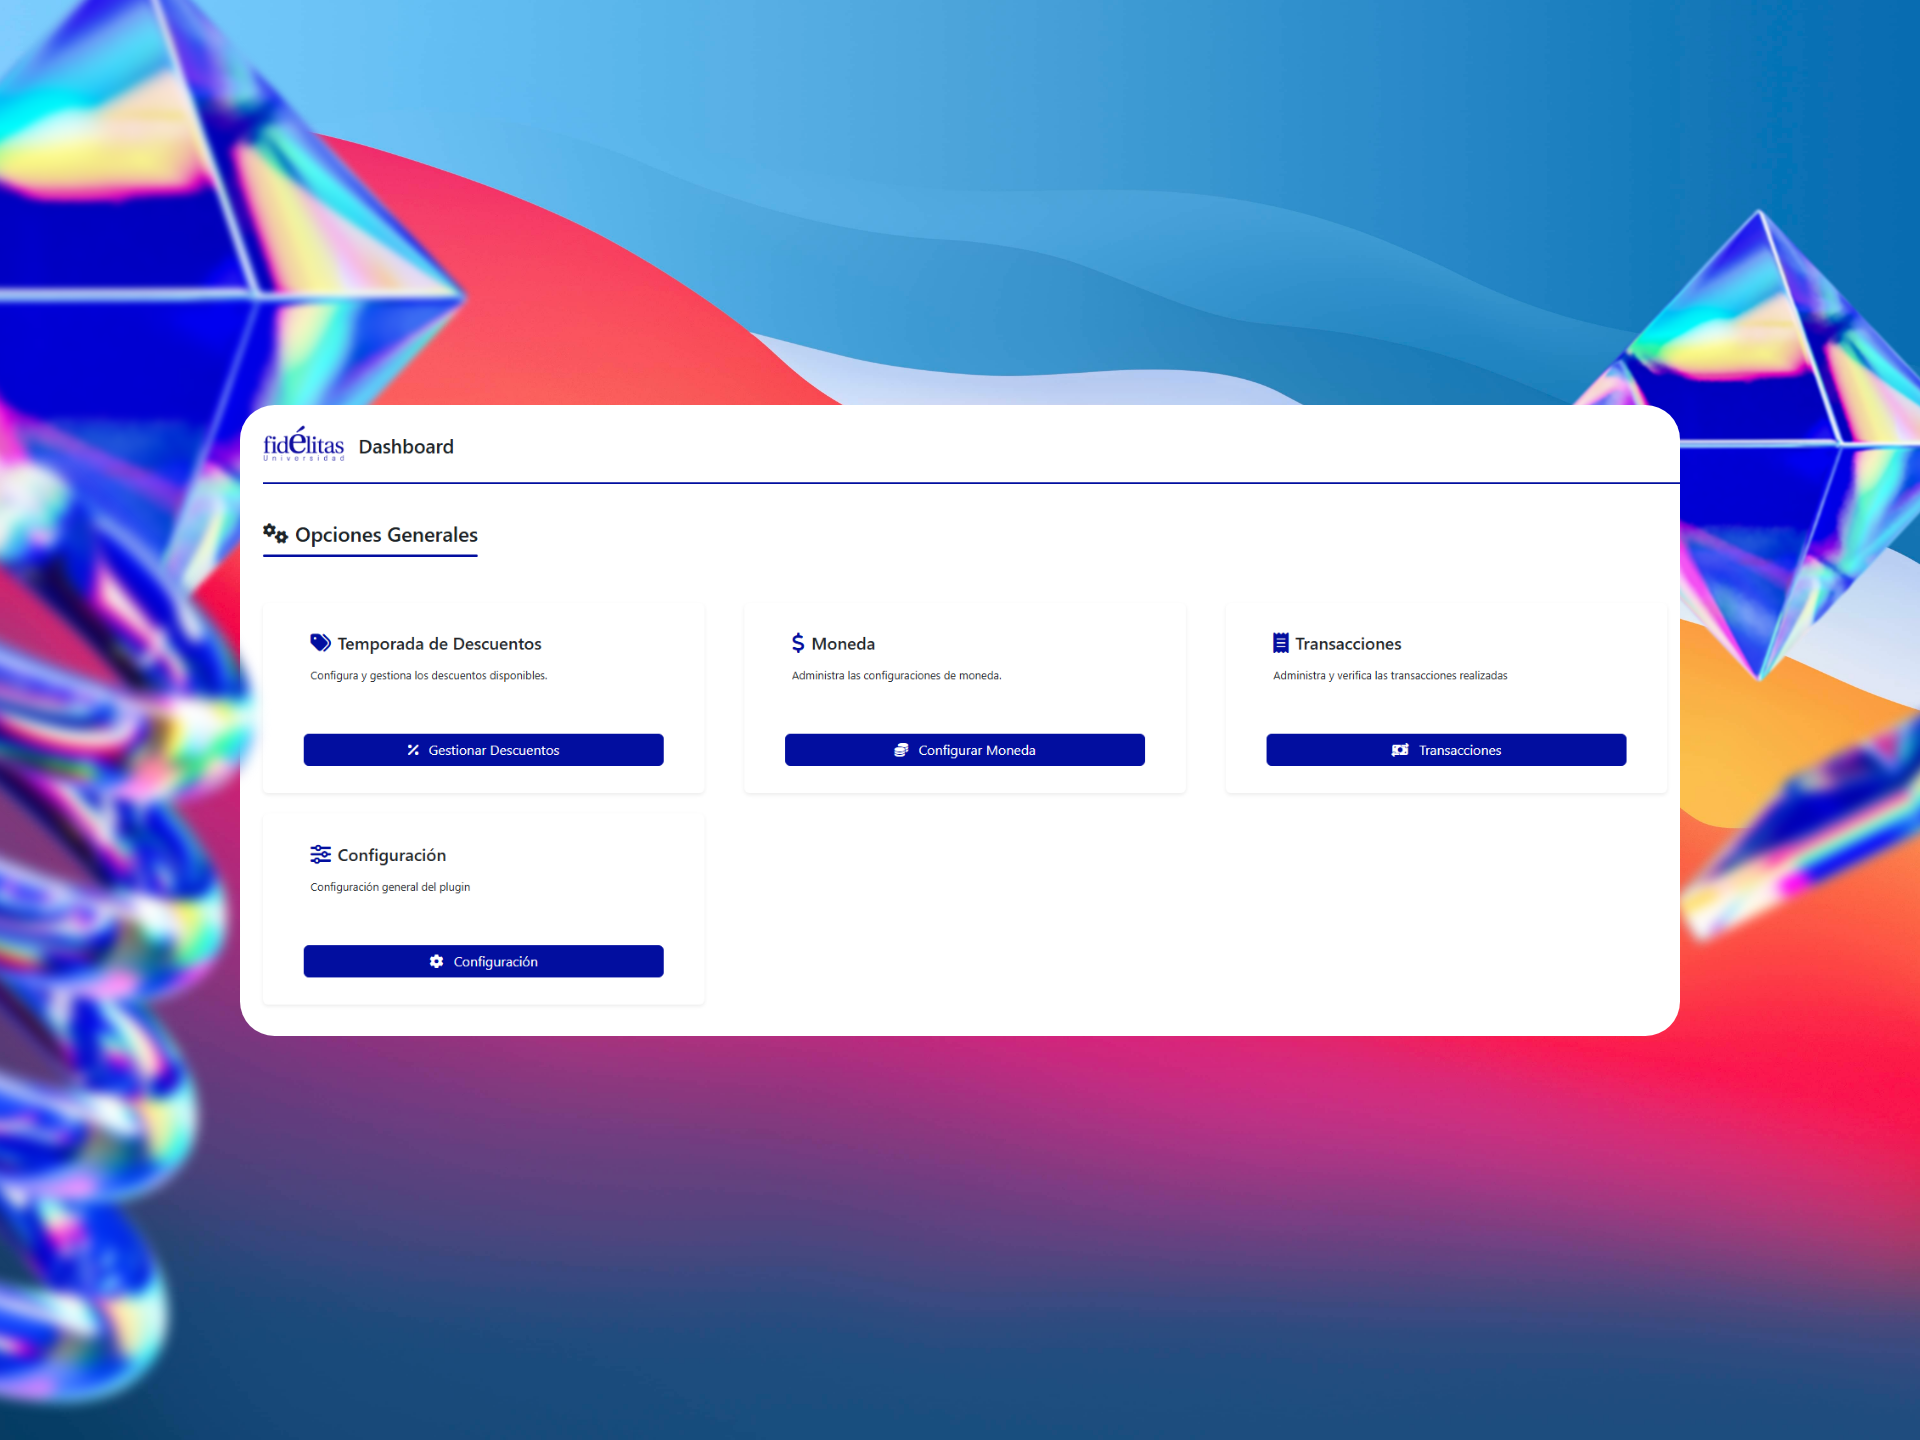 fidélitas
Universidad
Dashboard
Opciones Generales
Temporada de Descuentos
Configura y gestiona los descuentos disponibles.
Gestionar Descuentos
Moneda
Administra las configuraciones de moneda.
Configurar Moneda
Transacciones
Administra y verifica las transacciones realizadas
Transacciones
Configuración
Configuración general del plugin
Configuración